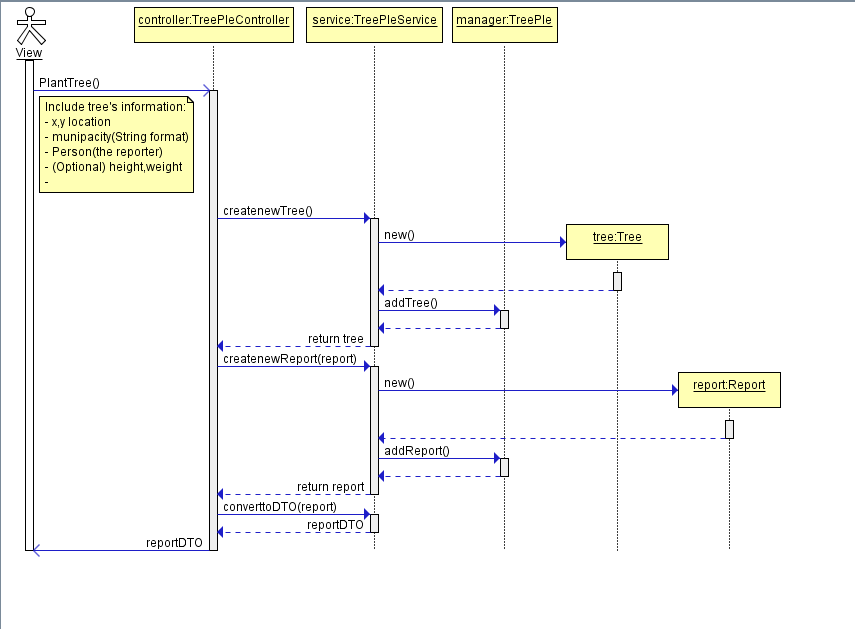 controller:TreePleController
service:TreePleService
manager:TreePle
View
PlantTree()
Include tree's information:
- x,y location
- munipacity(String format)
- Person(the reporter)
- (Optional) height,weight
-
createnewTree()
new()
tree:Tree
addTree()
return tree
createnewReport(report)
new()
report:Report
addReport()
return report
converttoDTO(report)
reportDTO
reportDTO